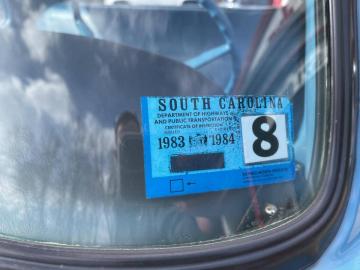 SOUTH CAROLINA
DEPARTMENT OF HIGHWAYS
AND PUBLIC TRANSPORTATION
CERTIFICATE OF INSPECTION
1983 1984
8